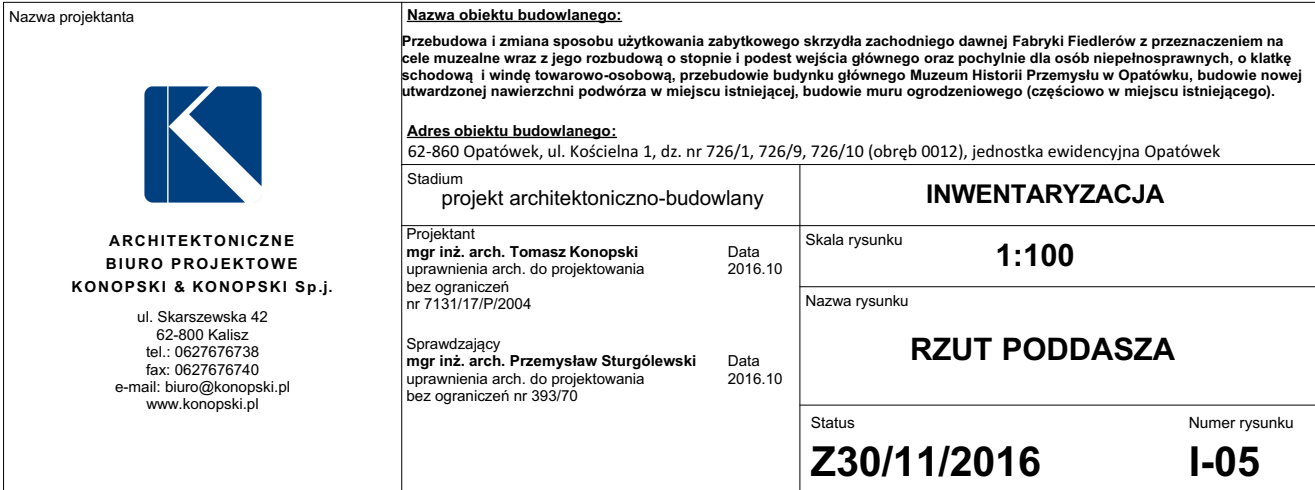 Nazwa projektanta
ARCHITEKTONICZNE
BIURO PROJEKTOWE
KONOPSKI & KONOPSKI Sp.j.
ul. Skarszewska 42
62-800 Kalisz
tel.: 0627676738
fax: 0627676740
e-mail: biuro@konopski.pl
www.konopski.pl
Nazwa obiektu budowlanego:
Przebudowa i zmiana sposobu użytkowania zabytkowego skrzydła zachodniego dawnej Fabryki Fiedlerów z przeznaczeniem na
cele muzealne wraz z jego rozbudową o stopnie i podest wejścia głównego oraz pochylnie dla osób niepełnosprawnych, o klatkę
schodową i windę towarowo-osobową, przebudowie budynku głównego Muzeum Historii Przemysłu w Opatówku, budowie nowej
utwardzonej nawierzchni podwórza w miejscu istniejącej, budowie muru ogrodzeniowego (częściowo w miejscu istniejącego).
Adres obiektu budowlanego:
62-860 Opatówek, ul. Kościelna 1, dz. nr 726/1, 726/9, 726/10 (obręb 0012), jednostka ewidencyjna Opatówek
Stadium
projekt architektoniczno-budowlany
Projektant
mgr inż. arch. Tomasz Konopski Data
uprawnienia arch. do projektowania 2016.10
bez ograniczeń
nr 7131/17/P/2004
Sprawdzający
mgr inż. arch. Przemysław Sturgólewski Data
uprawnienia arch. do projektowania 2016.10
bez ograniczeń nr 393/70
INWENTARYZACJA
Skala rysunku
1:100
Nazwa rysunku
RZUT PODDASZA
Status Numer rysunku
Z30/11/2016 I-05